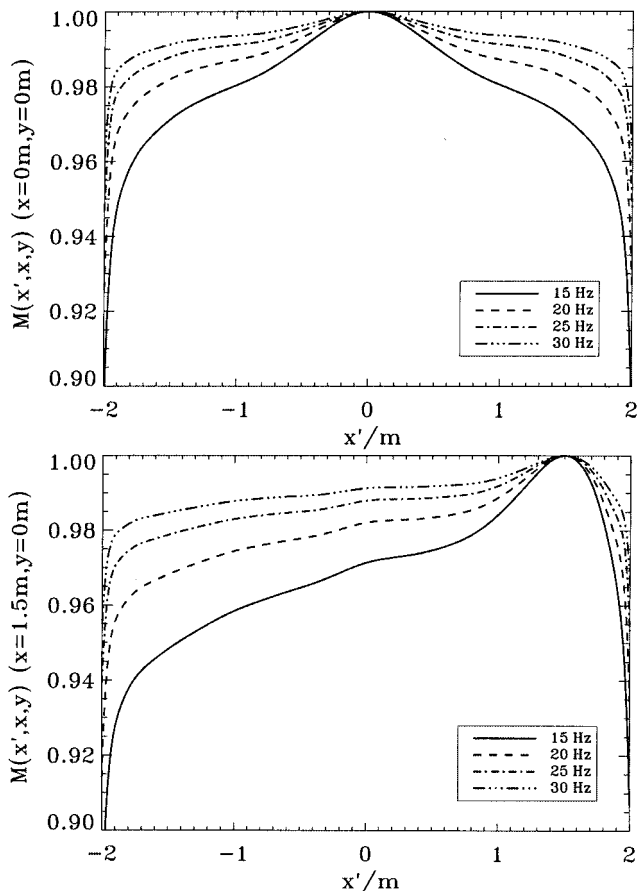 1.00
0.98
0.96
0.94
0.92
0.90
M(x',x,y) (x=0m,y=0m)
15 Hz
20 Hz
25 Hz
30 Hz
-2 -1 0 1 2
x'/m
1.00
0.98
0.96
0.94
0.92
0.90
M(x',x,y) (x=1.5m,y=0m)
15 Hz
20 Hz
25 Hz
30 Hz
-2 -1 0 1 2
x'/m